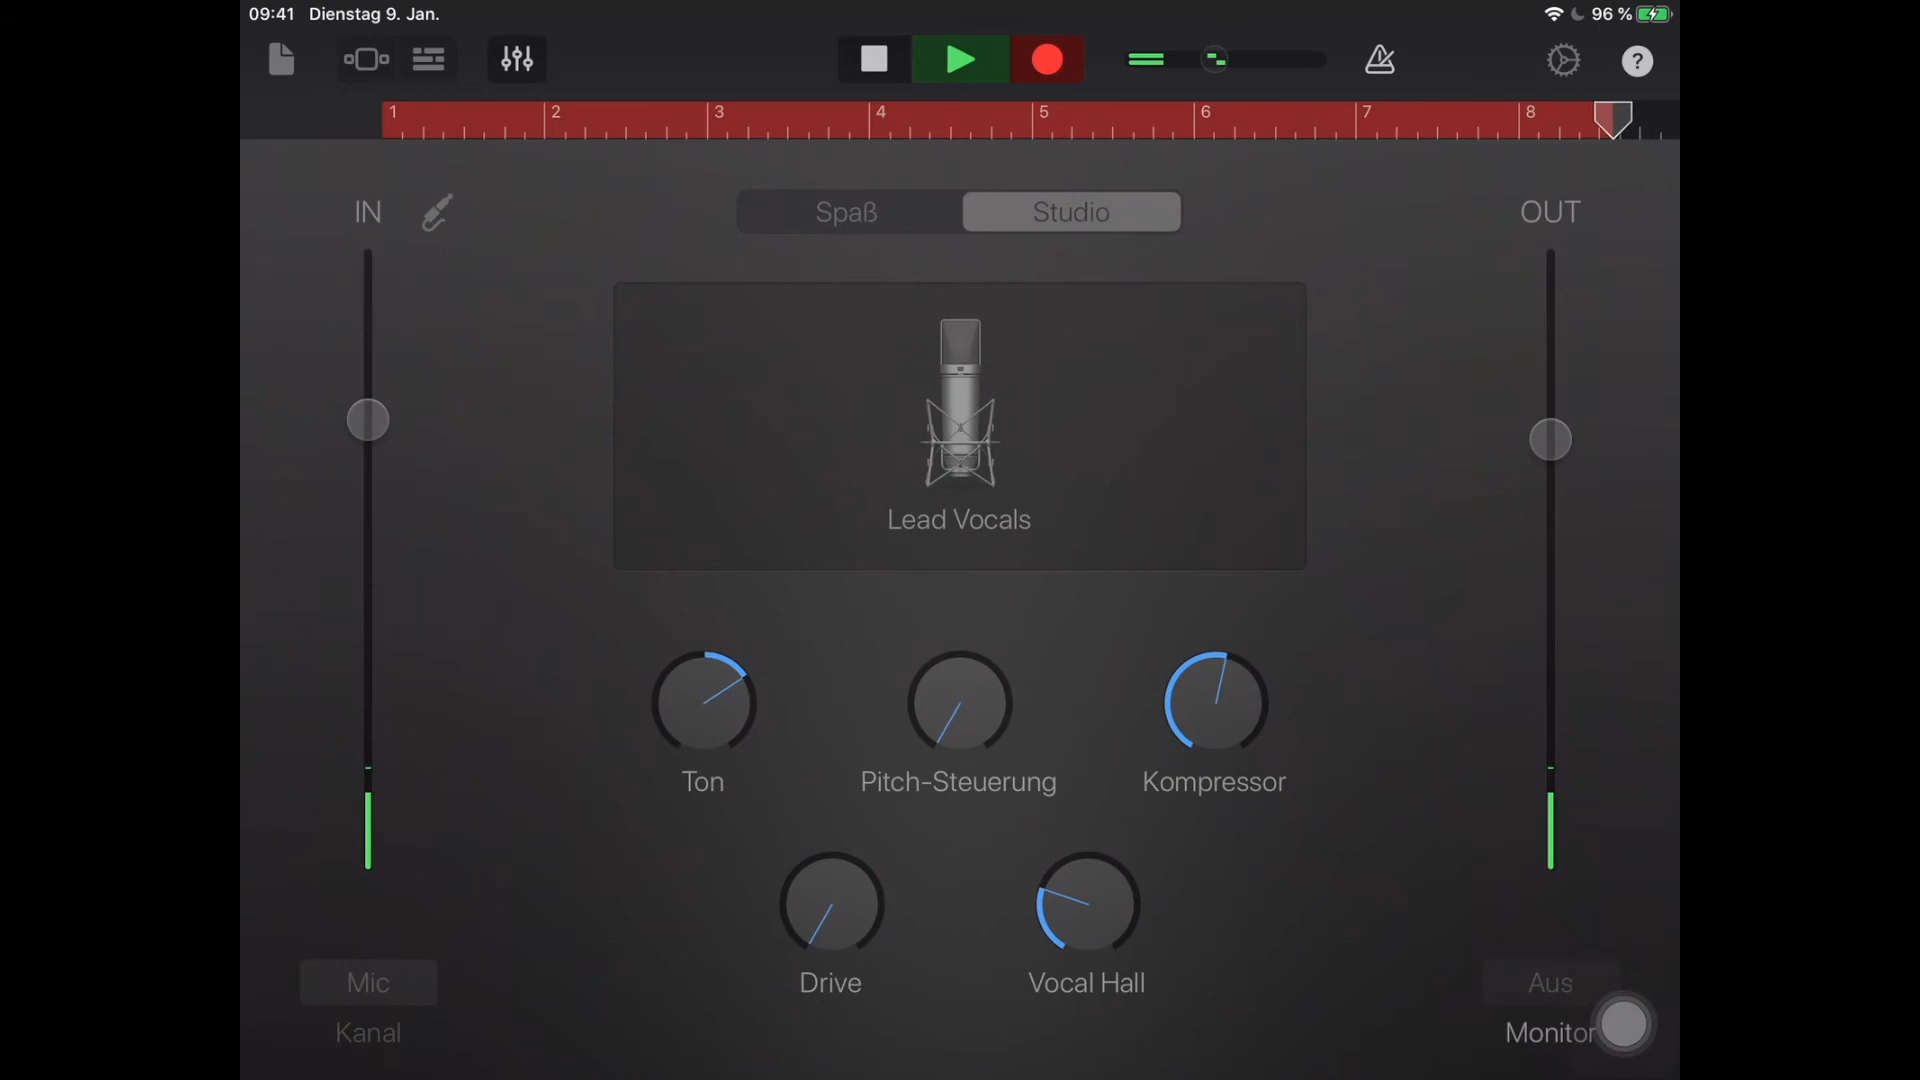 09:41 Dienstag 9. Jan.
96 %
?
1 2 3 4 5 6 7 8
IN
Spaß
Studio
OUT
Lead Vocals
Ton
Pitch-Steuerung
Kompressor
Drive
Vocal Hall
Mic
Kanal
Aus
Monitor